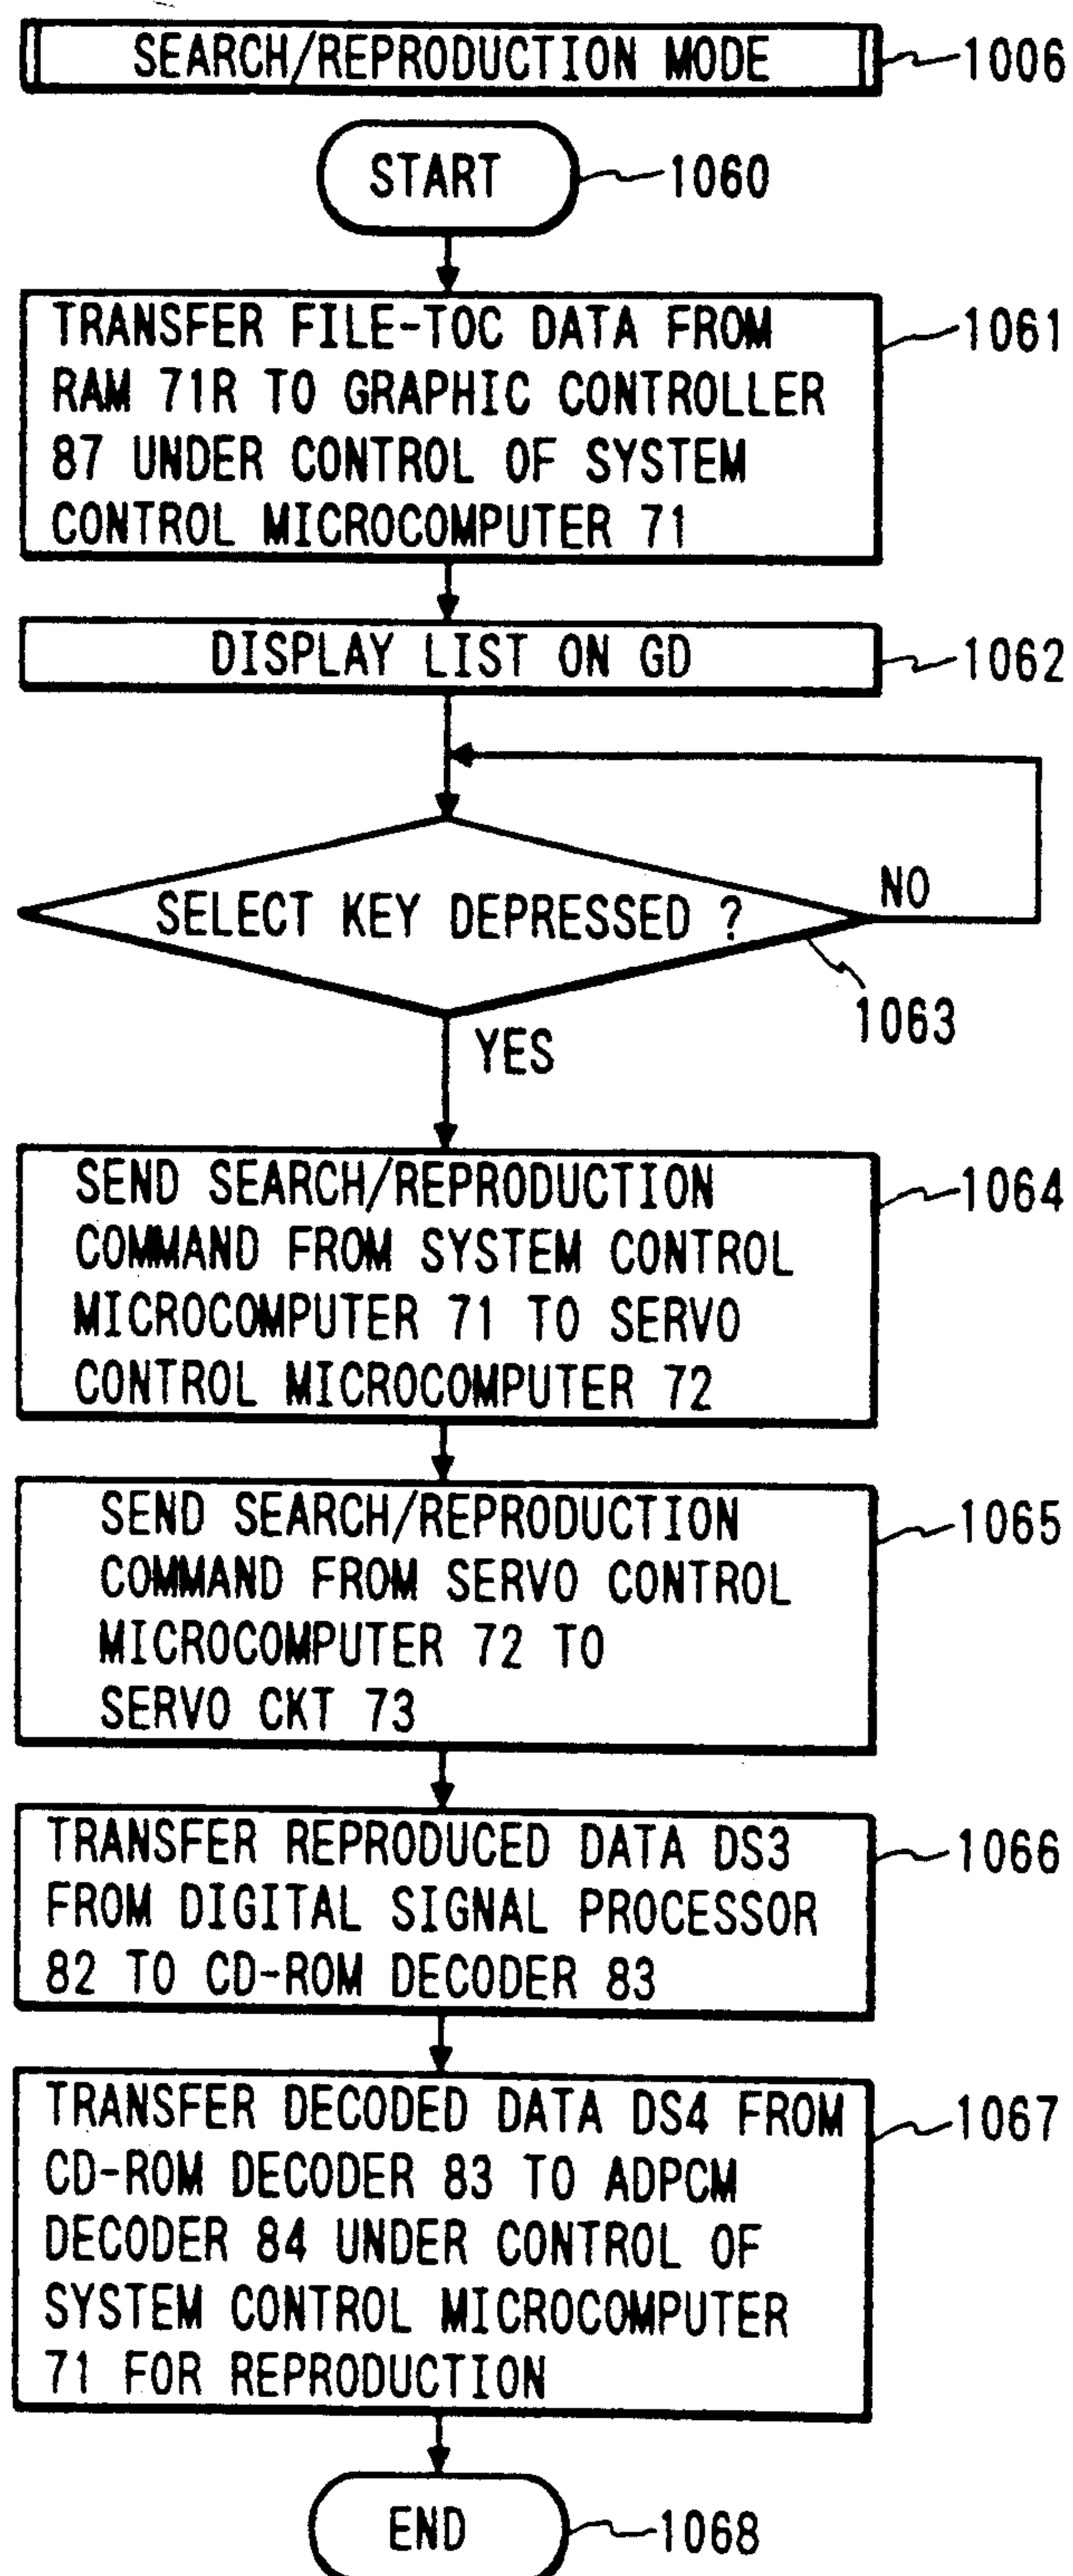 SEARCH/REPRODUCTION MODE
1006
START
1060
TRANSFER FILE-TOC DATA FROM
RAM 71R TO GRAPHIC CONTROLLER
87 UNDER CONTROL OF SYSTEM
CONTROL MICROCOMPUTER 71
1061
DISPLAY LIST ON GD
1062
SELECT KEY DEPRESSED ?
NO
1063
YES
SEND SEARCH/REPRODUCTION
COMMAND FROM SYSTEM CONTROL
MICROCOMPUTER 71 TO SERVO
CONTROL MICROCOMPUTER 72
1064
SEND SEARCH/REPRODUCTION
COMMAND FROM SERVO CONTROL
MICROCOMPUTER 72 TO
SERVO CKT 73
1065
TRANSFER REPRODUCED DATA DS3
FROM DIGITAL SIGNAL PROCESSOR
82 TO CD-ROM DECODER 83
1066
TRANSFER DECODED DATA DS4 FROM
CD-ROM DECODER 83 TO ADPCM
DECODER 84 UNDER CONTROL OF
SYSTEM CONTROL MICROCOMPUTER
71 FOR REPRODUCTION
1067
END
1068